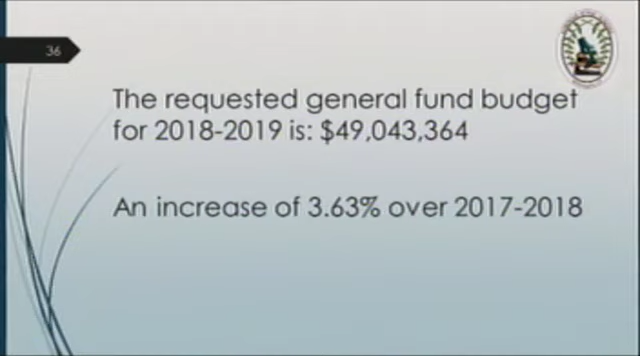 36
The requested general fund budget
for 2018-2019 is: $49,043,364
An increase of 3.63% over 2017-2018